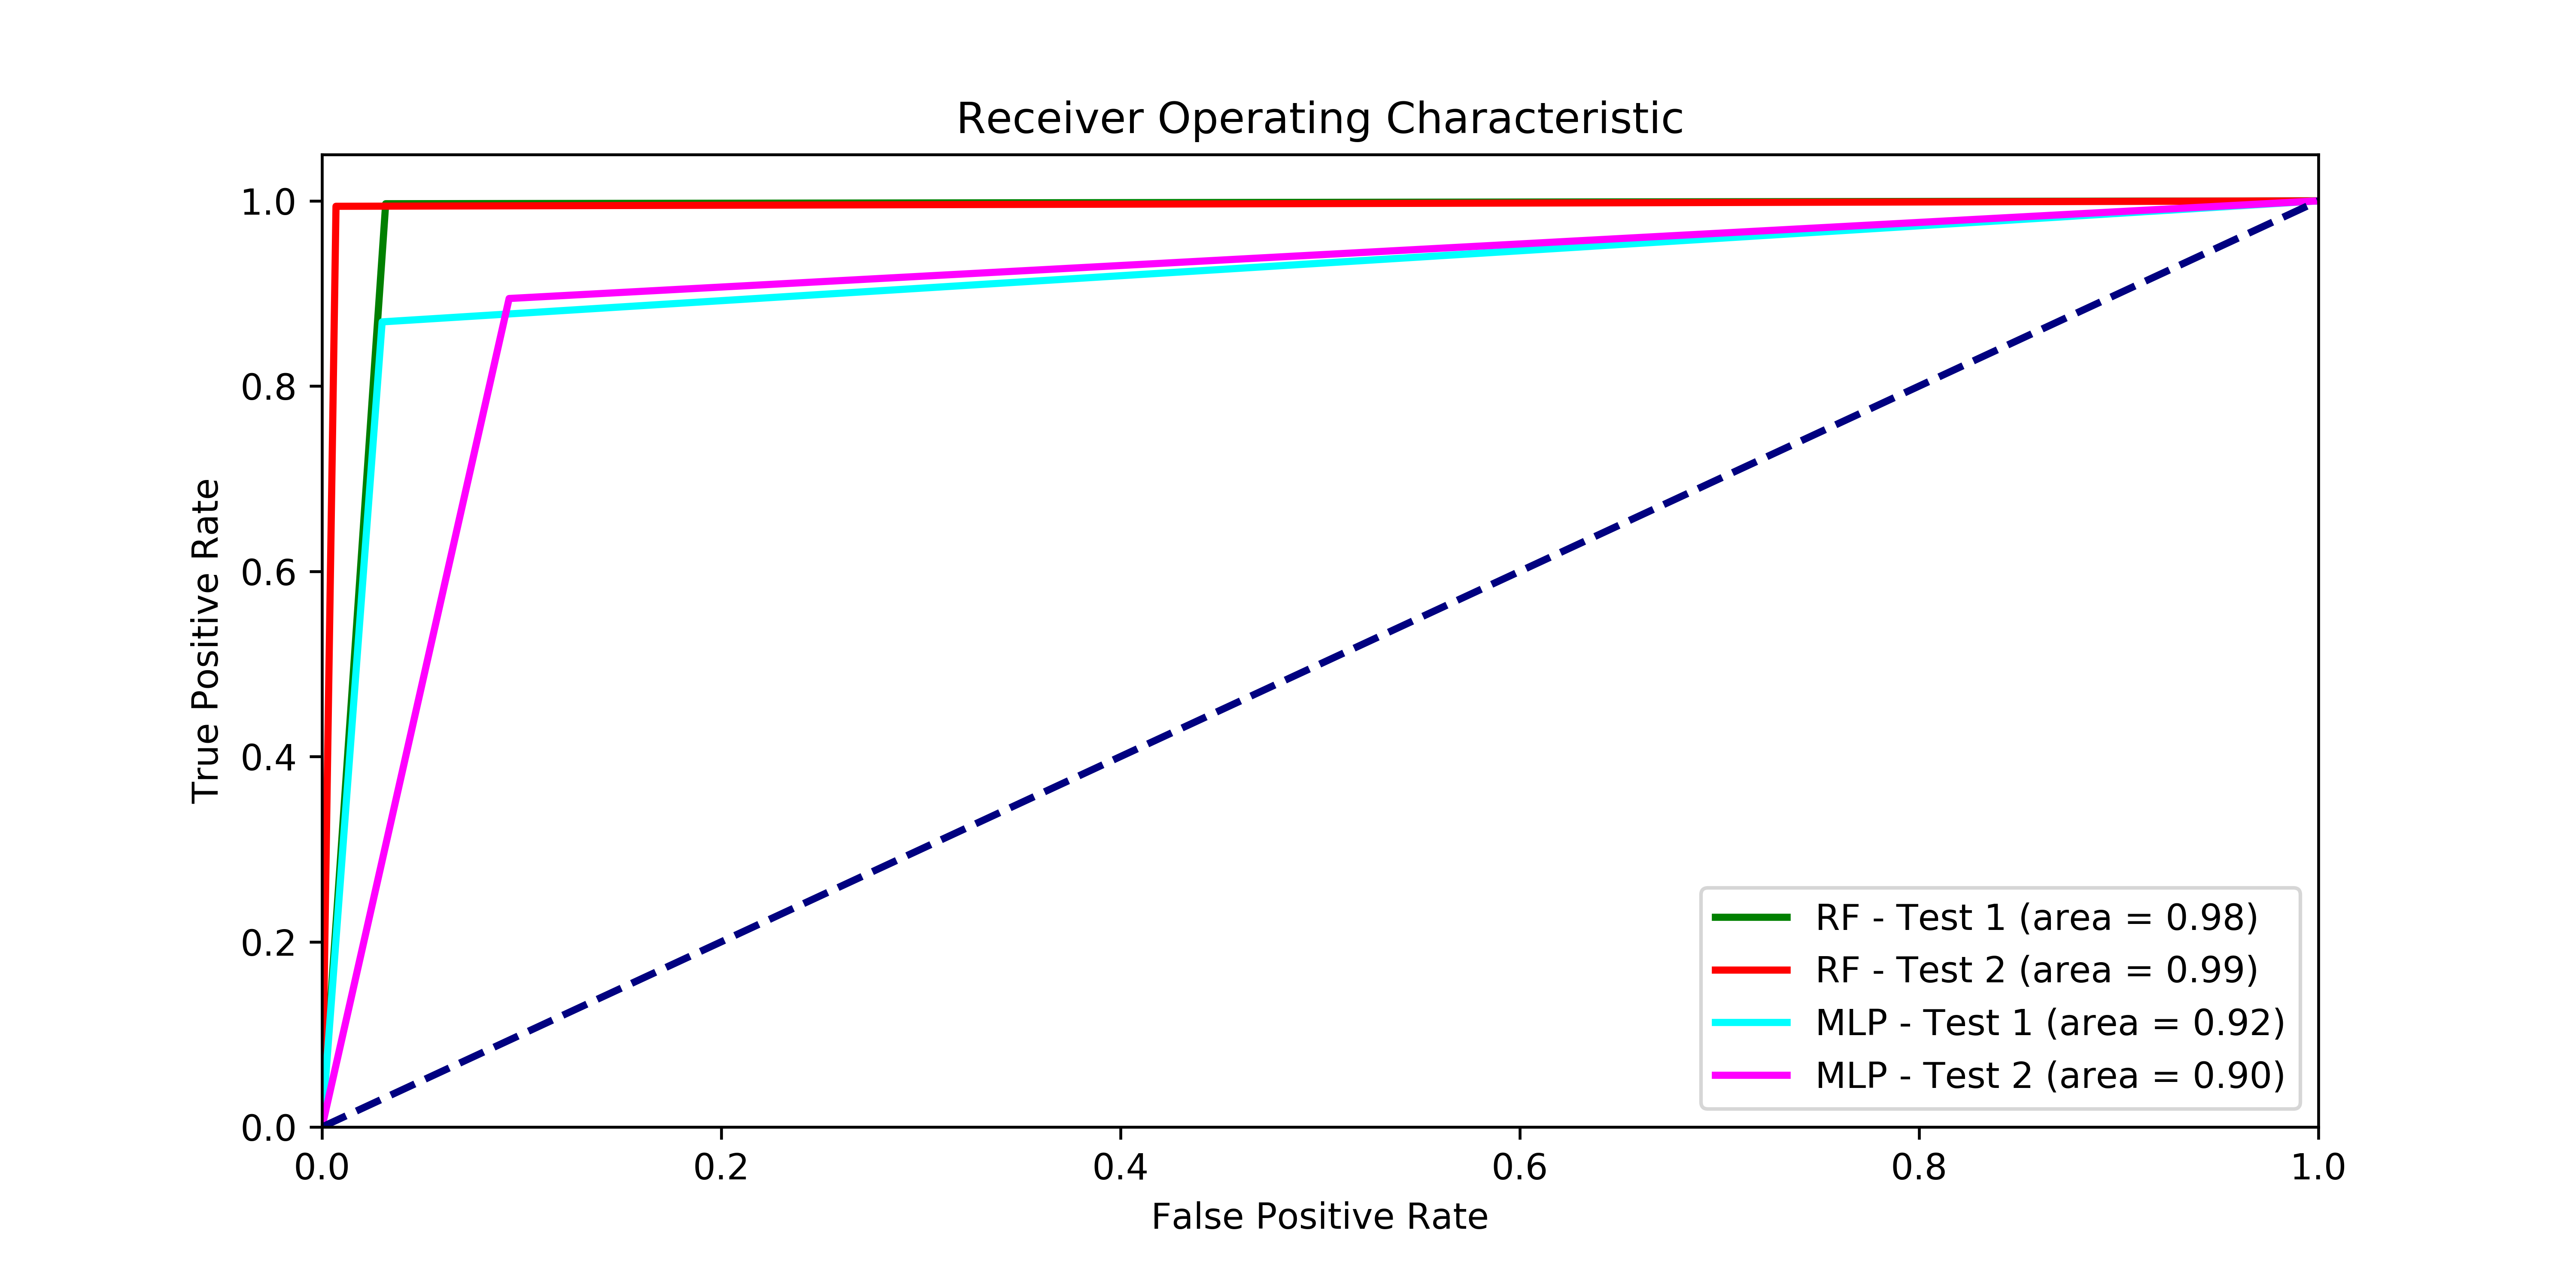 Receiver Operating Characteristic
1.0
0.8
0.6
0.4
0.2
0.0
True Positive Rate
0.0 0.2 0.4 0.6 0.8 1.0
False Positive Rate
RF - Test 1 (area = 0.98)
RF - Test 2 (area = 0.99)
MLP - Test 1 (area = 0.92)
MLP - Test 2 (area = 0.90)